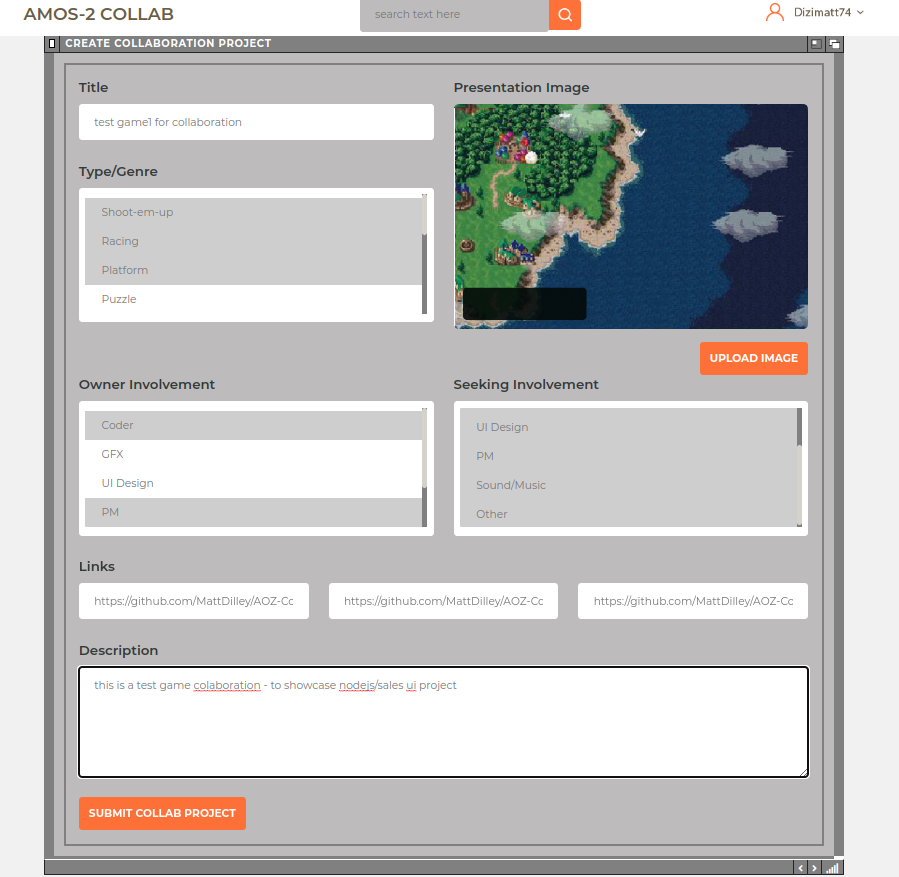 AMOS-2 COLLAB
search text here
Dizimatt74
CREATE COLLABORATION PROJECT
Title
test game1 for collaboration
Type/Genre
Shoot-em-up
Racing
Platform
Puzzle
Presentation Image
UPLOAD IMAGE
Owner Involvement
Coder
GFX
UI Design
PM
Seeking Involvement
UI Design
PM
Sound/Music
Other
Links
https://github.com/MattDilley/AOZ-Cc
https://github.com/MattDilley/AOZ-Cc
https://github.com/MattDilley/AOZ-Cc
Description
this is a test game colaboration - to showcase nodejs/sales ui project
SUBMIT COLLAB PROJECT